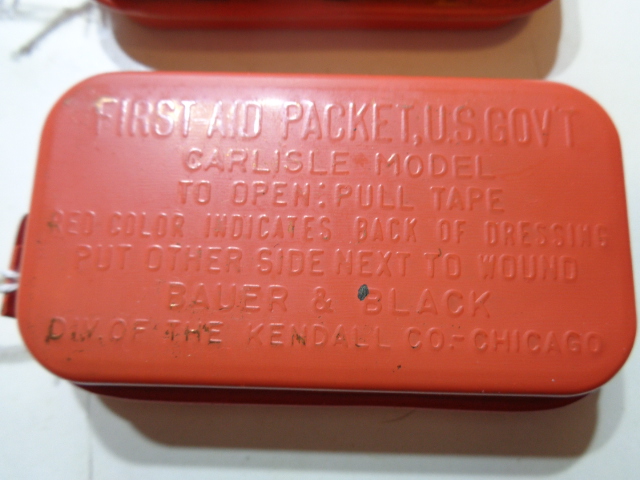 FIRST-AID PACKET, U.S. GOV'T
CARLISLE MODEL
TO OPEN: PULL TAPE
RED COLOR INDICATES BACK OF DRESSING
PUT OTHER SIDE NEXT TO WOUND
BAUER & BLACK
DIV. OF THE KENDALL CO.-CHICAGO